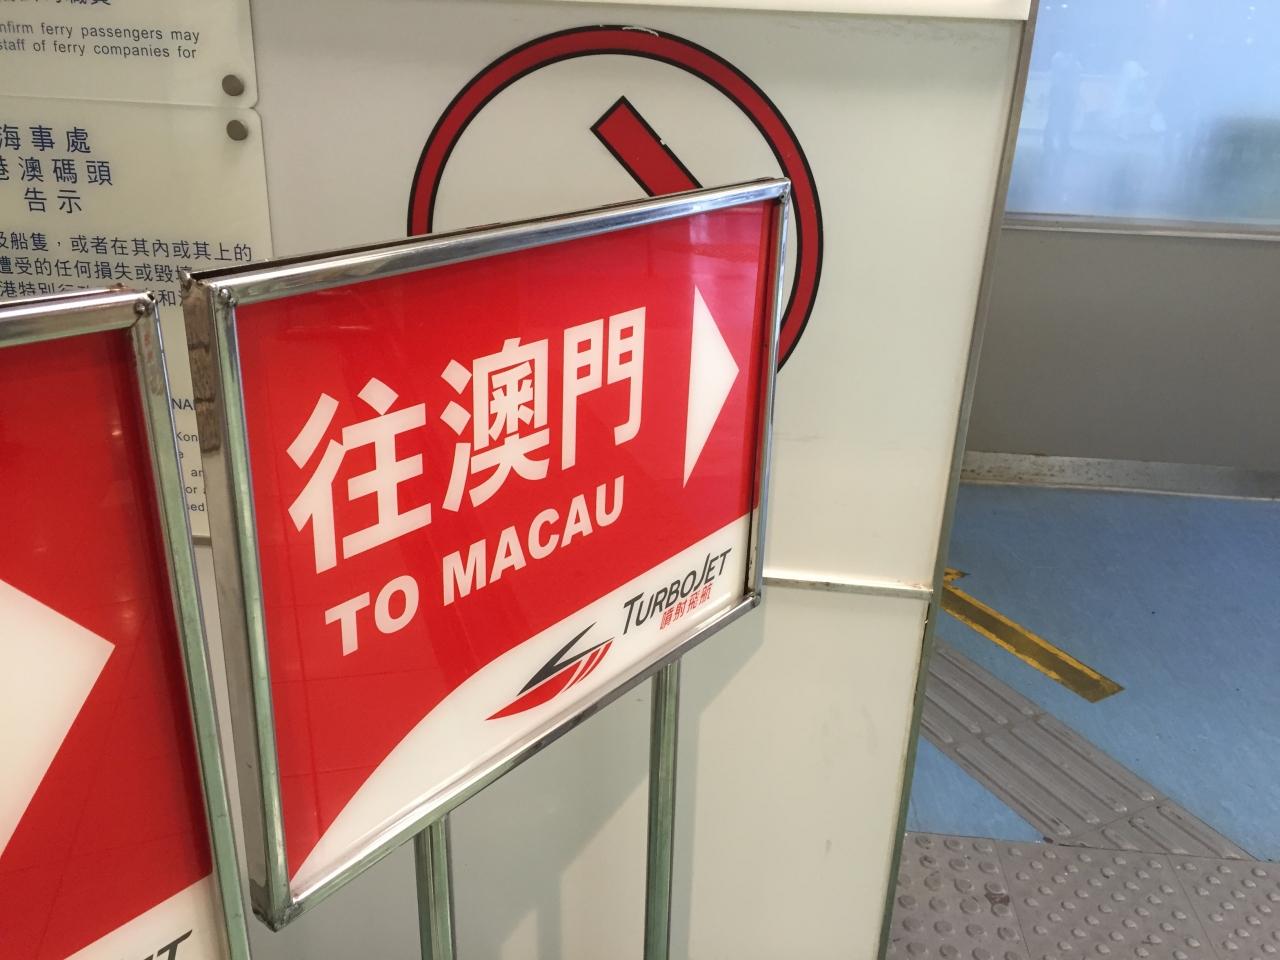 nfirm ferry passengers may
staff of ferry companies for
海事處
港澳碼頭
告示
及船隻，或者在其內或其上的
遭受的任何損失或毀
港特別行
和
往澳門
TO MACAU
TURBOJET
噴射飛航